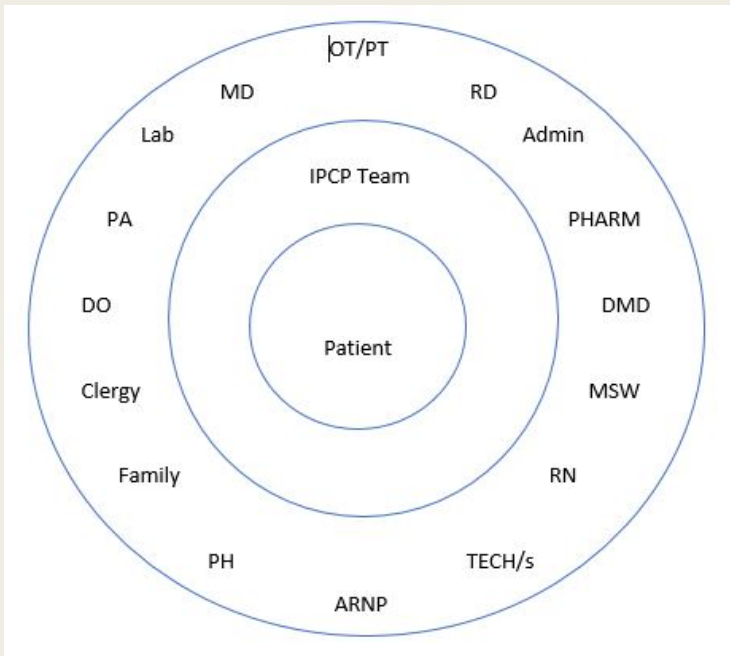 OT/PT
MD
RD
Lab
Admin
IPCP Team
PA
PHARM
DO
DMD
Patient
Clergy
MSW
Family
RN
PH
TECH/s
ARNP